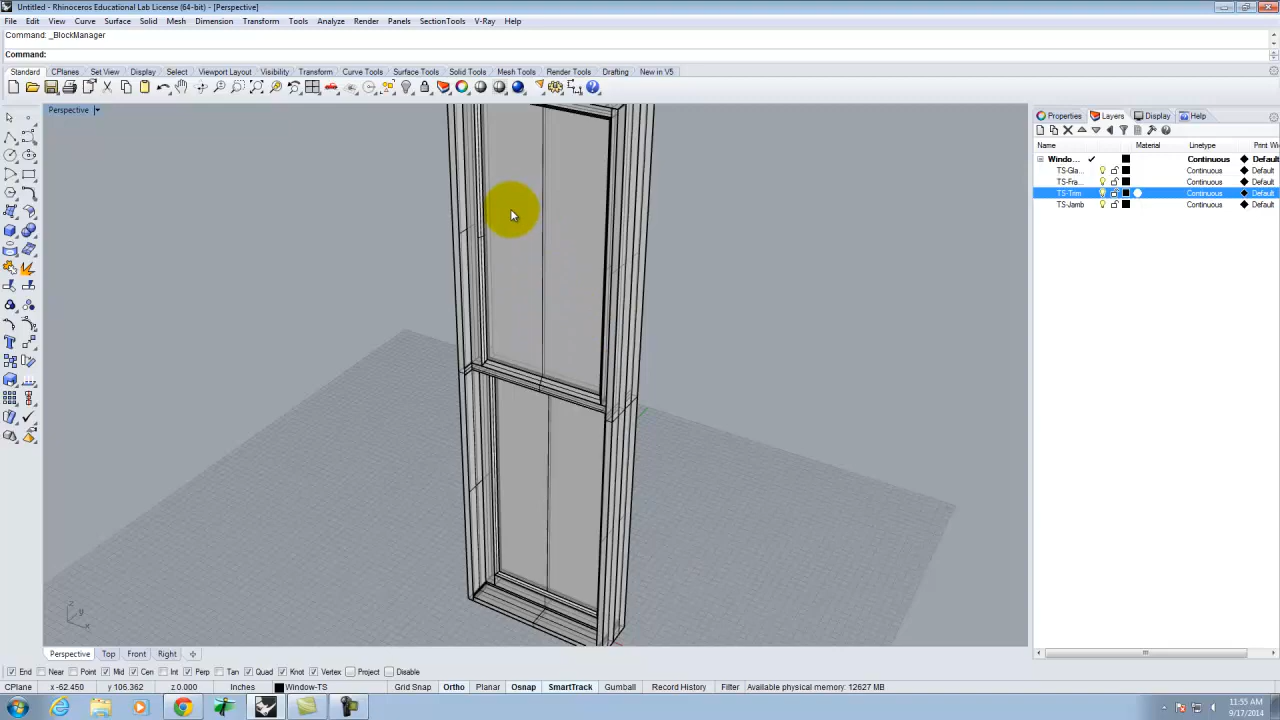 Untitled - Rhinoceros Educational Lab License (64-bit) - [Perspective]
File Edit View Curve Surface Solid Mesh Dimension Transform Tools Analyze Render Panels SectionTools V-Ray Help
Command: _BlockManager
Command:
Standard CPlanes Set View Display Select Viewport Layout Visibility Transform Curve Tools Surface Tools Solid Tools Mesh Tools Render Tools Drafting New in V5
Perspective
Properties Layers Display Help
Name Material Linetype Print Wi
Windo... Continuous Default
TS-Gla... Continuous Default
TS-Fra... Continuous Default
TS-Trim Continuous Default
TS-Jamb Continuous Default
z
y
x
Perspective Top Front Right
End Near Point Mid Cen Int Perp Tan Quad Knot Vertex Project Disable
CPlane x -62.450 y 106.362 z 0.000 Inches Window-TS Grid Snap Ortho Planar Osnap SmartTrack Gumball Record History Filter Available physical memory: 12627 MB
11:55 AM
9/17/2014